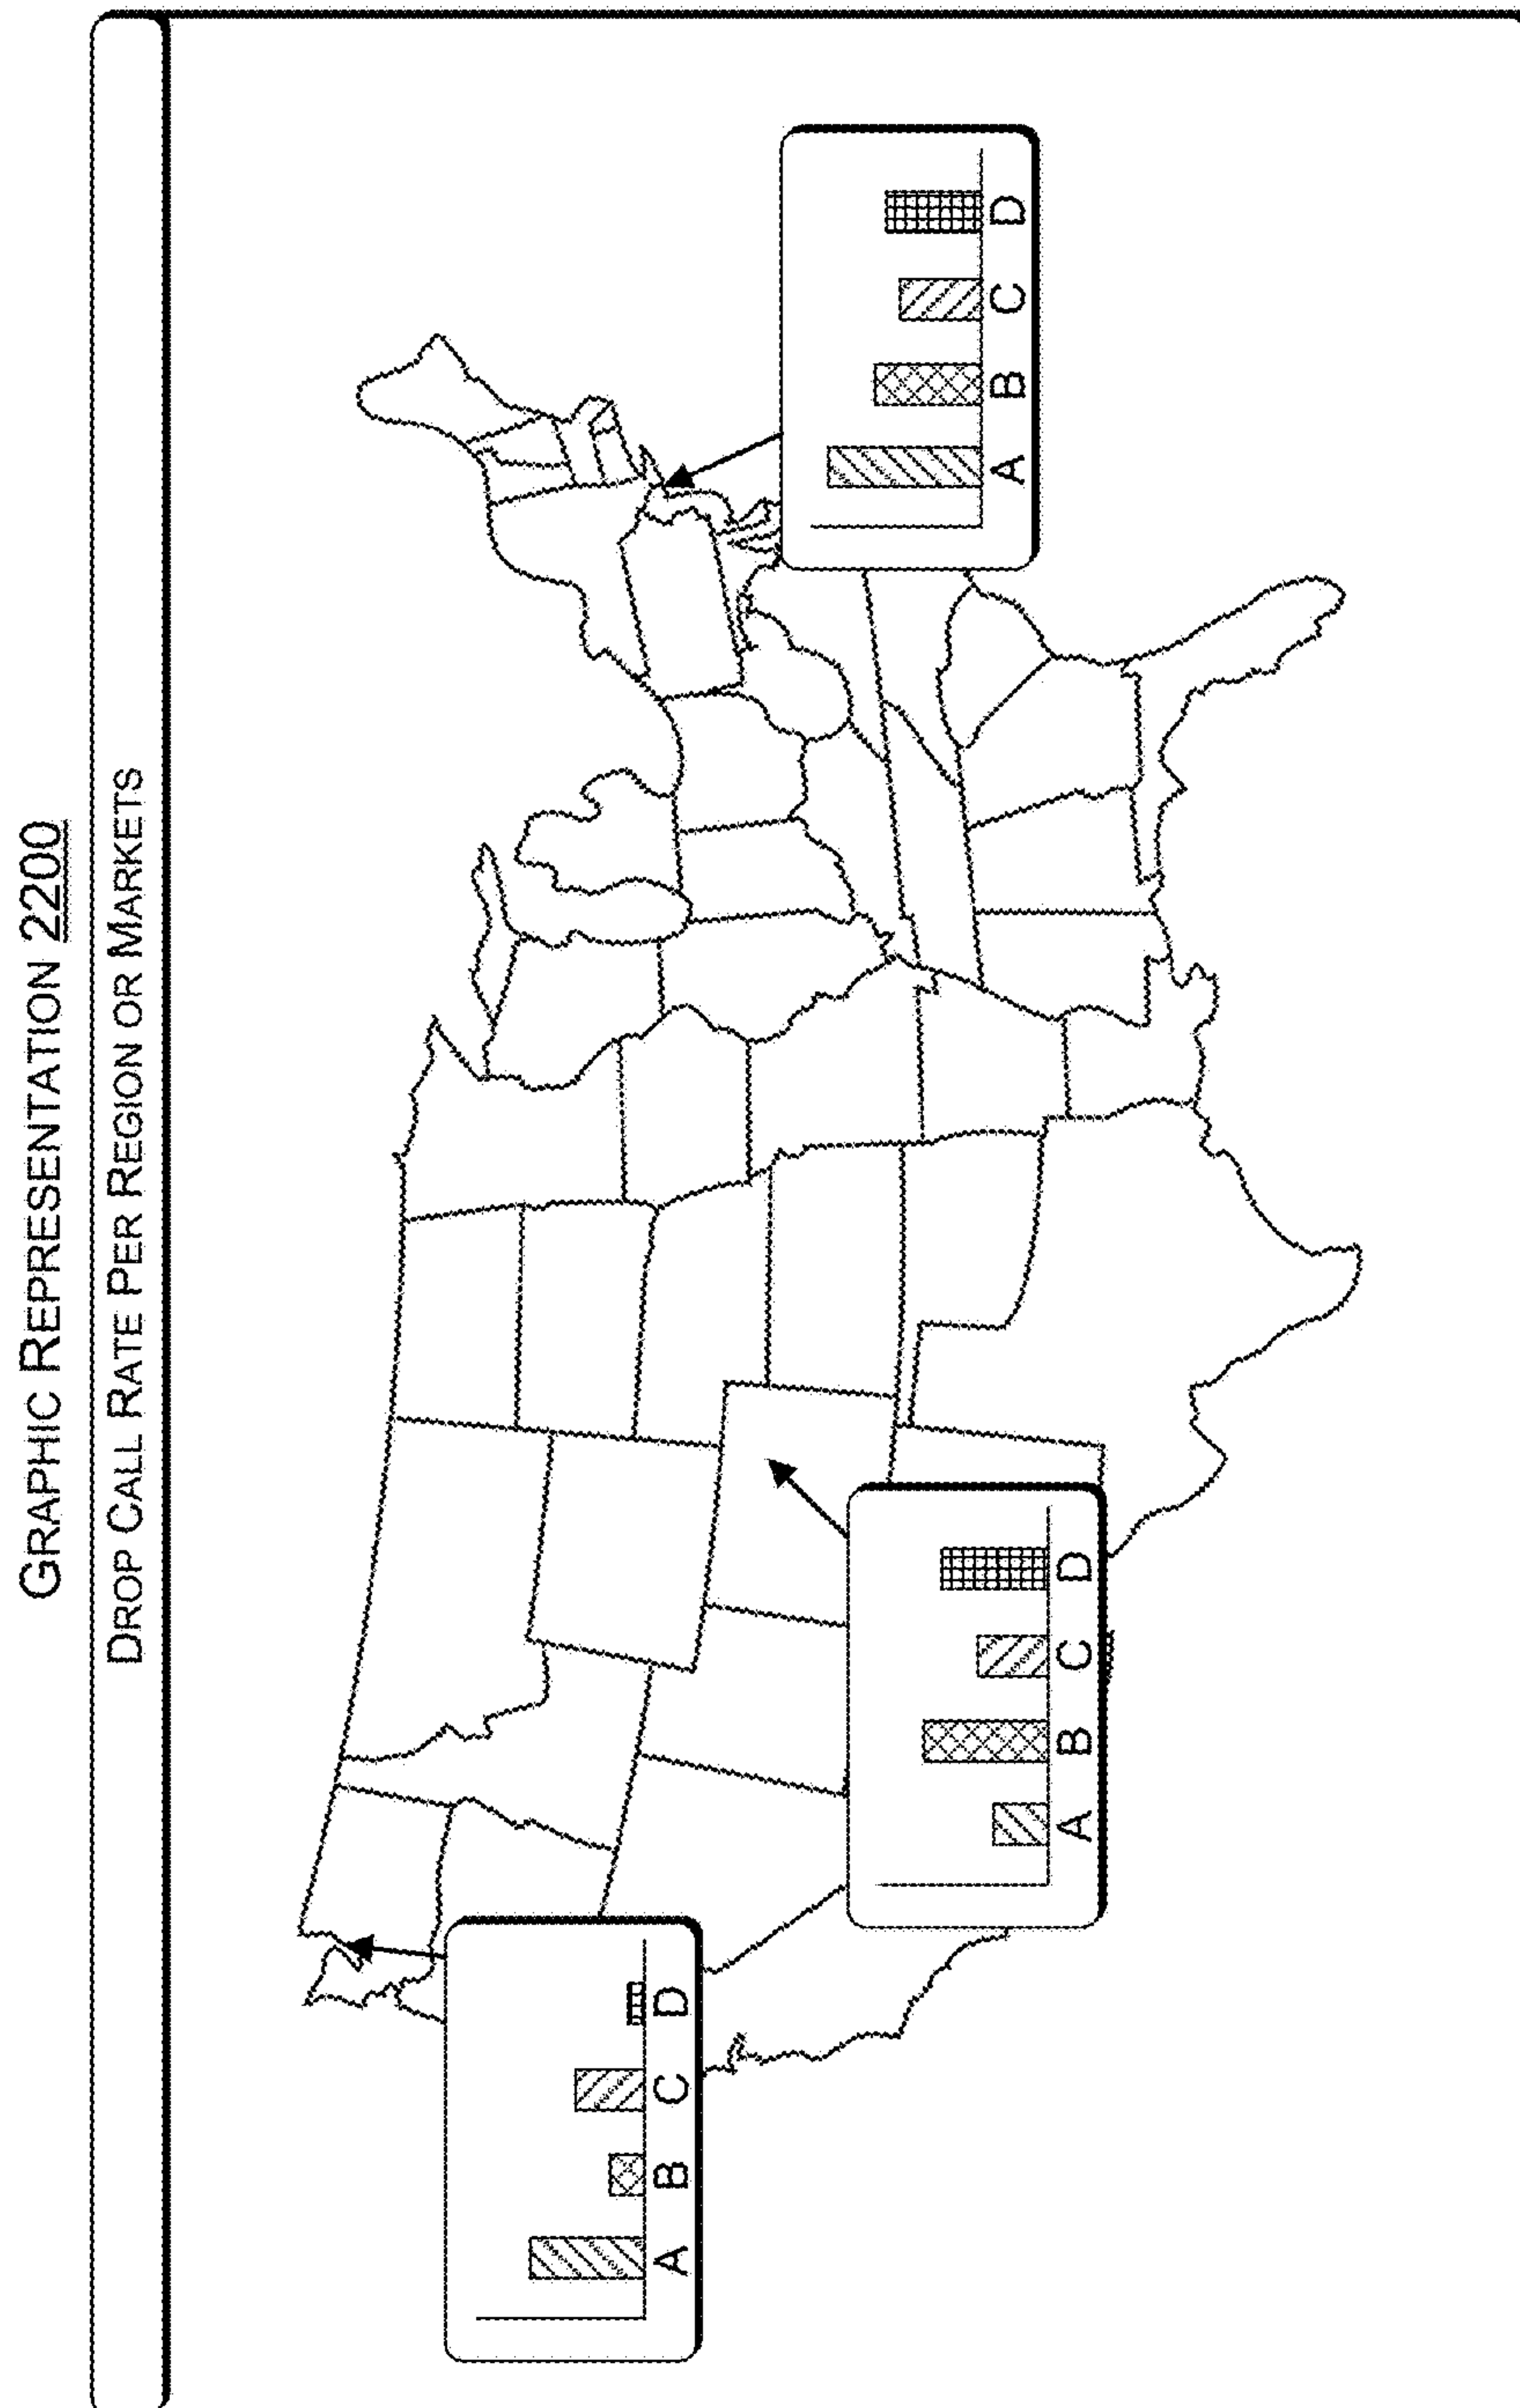 GRAPHIC REPRESENTATION 2200
DROP CALL RATE PER REGION OR MARKETS
A B C D
A B C D
A B C D